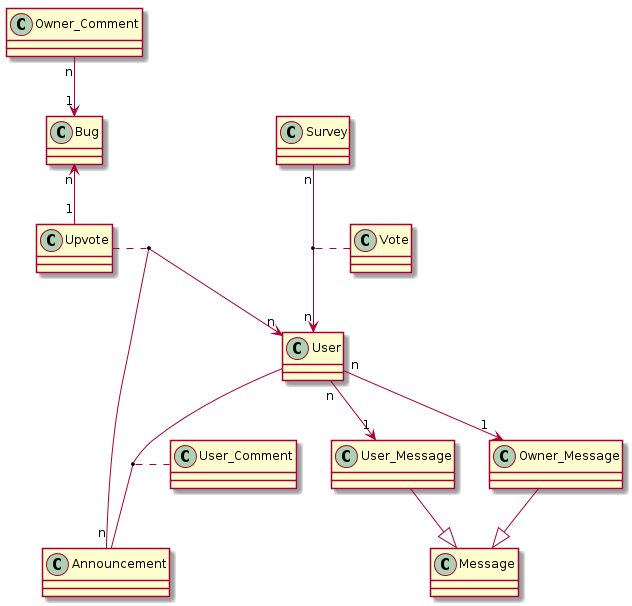 C Owner_Comment
n
1
C Bug
C Survey
n
n
1
C Upvote
C Vote
n
n
C User
n
n
1
1
C User_Comment
C User_Message
C Owner_Message
n
C Announcement
C Message